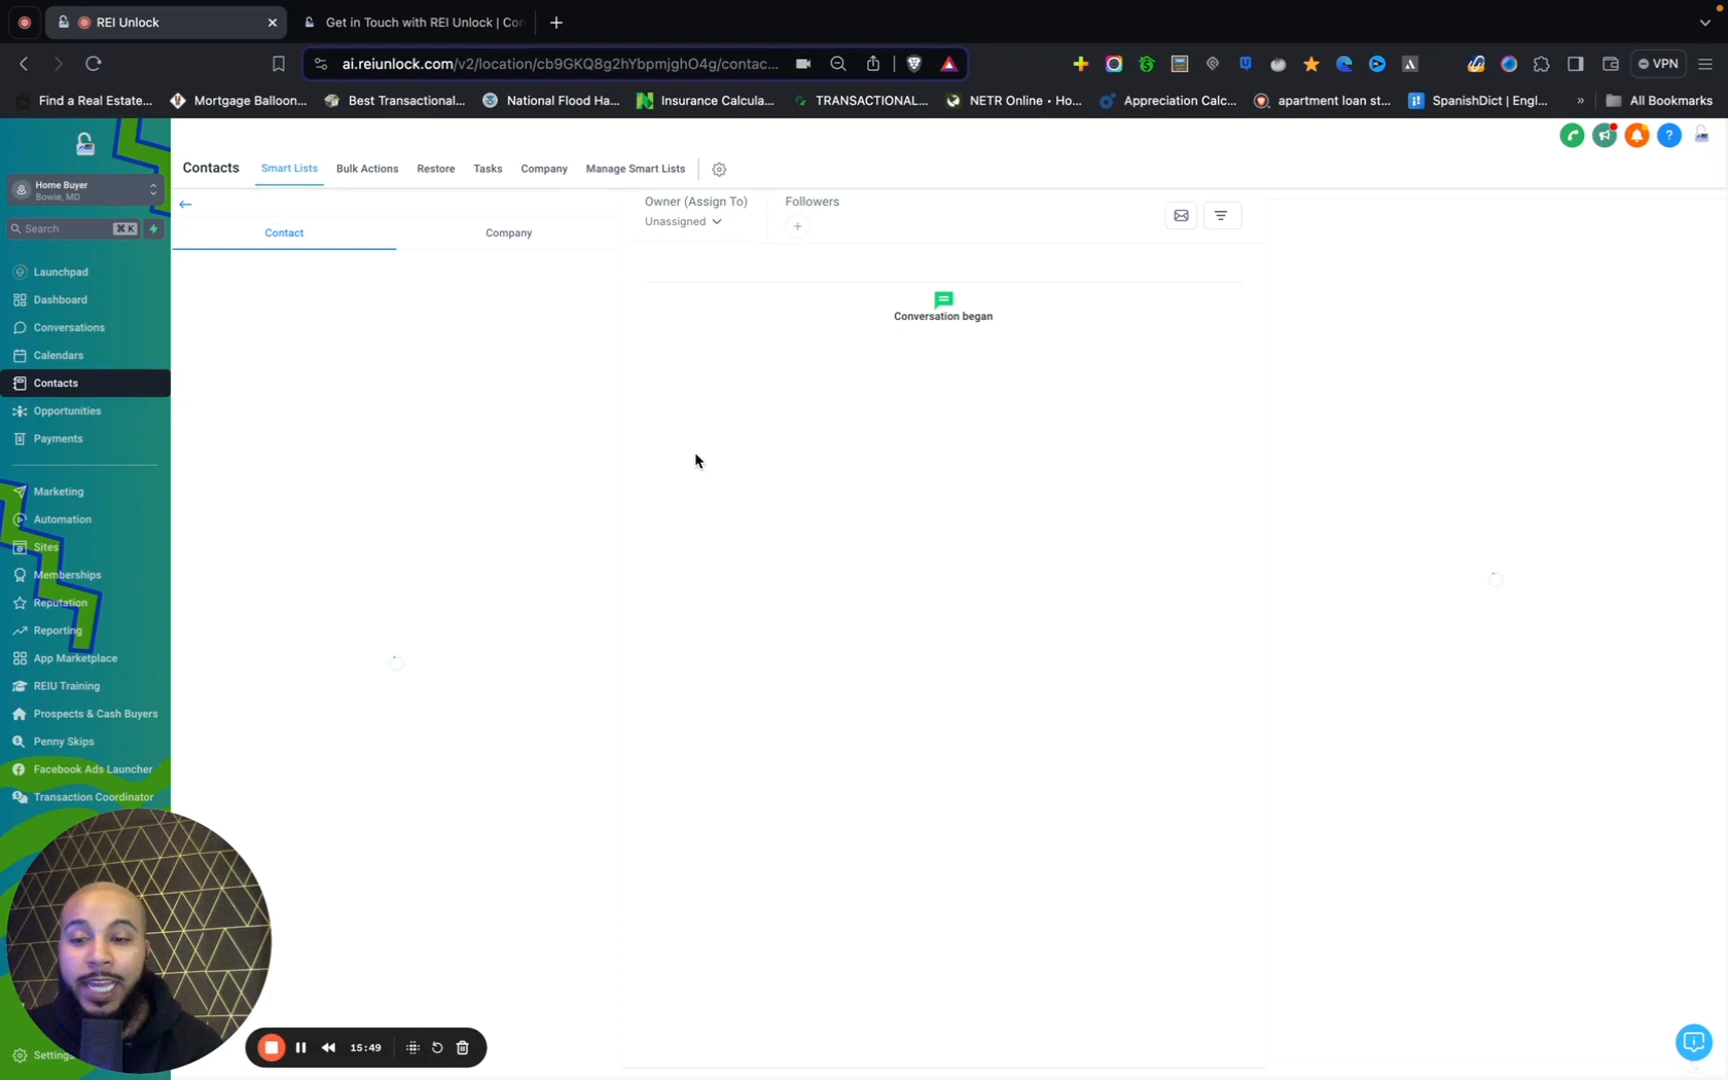 REI Unlock
Get in Touch with REI Unlock | Con
ai.reiunlock.com/v2/location/cb9GKQ8g2hYbpmjghO4g/contac...
VPN
Find a Real Estate...
Mortgage Balloon...
Best Transactional...
National Flood Ha...
Insurance Calcula...
TRANSACTIONAL...
NETR Online • Ho...
Appreciation Calc...
apartment loan st...
SpanishDict | Engl...
»
All Bookmarks
Home Buyer
Bowie, MD
Search
⌘ K
Launchpad
Dashboard
Conversations
Calendars
Contacts
Opportunities
Payments
Marketing
Automation
Sites
Memberships
Reputation
Reporting
App Marketplace
REIU Training
Prospects & Cash Buyers
Penny Skips
Facebook Ads Launcher
Transaction Coordinator
Settings
Contacts
Smart Lists
Bulk Actions
Restore
Tasks
Company
Manage Smart Lists
Contact
Company
Owner (Assign To)
Unassigned
Followers
Conversation began
15:49